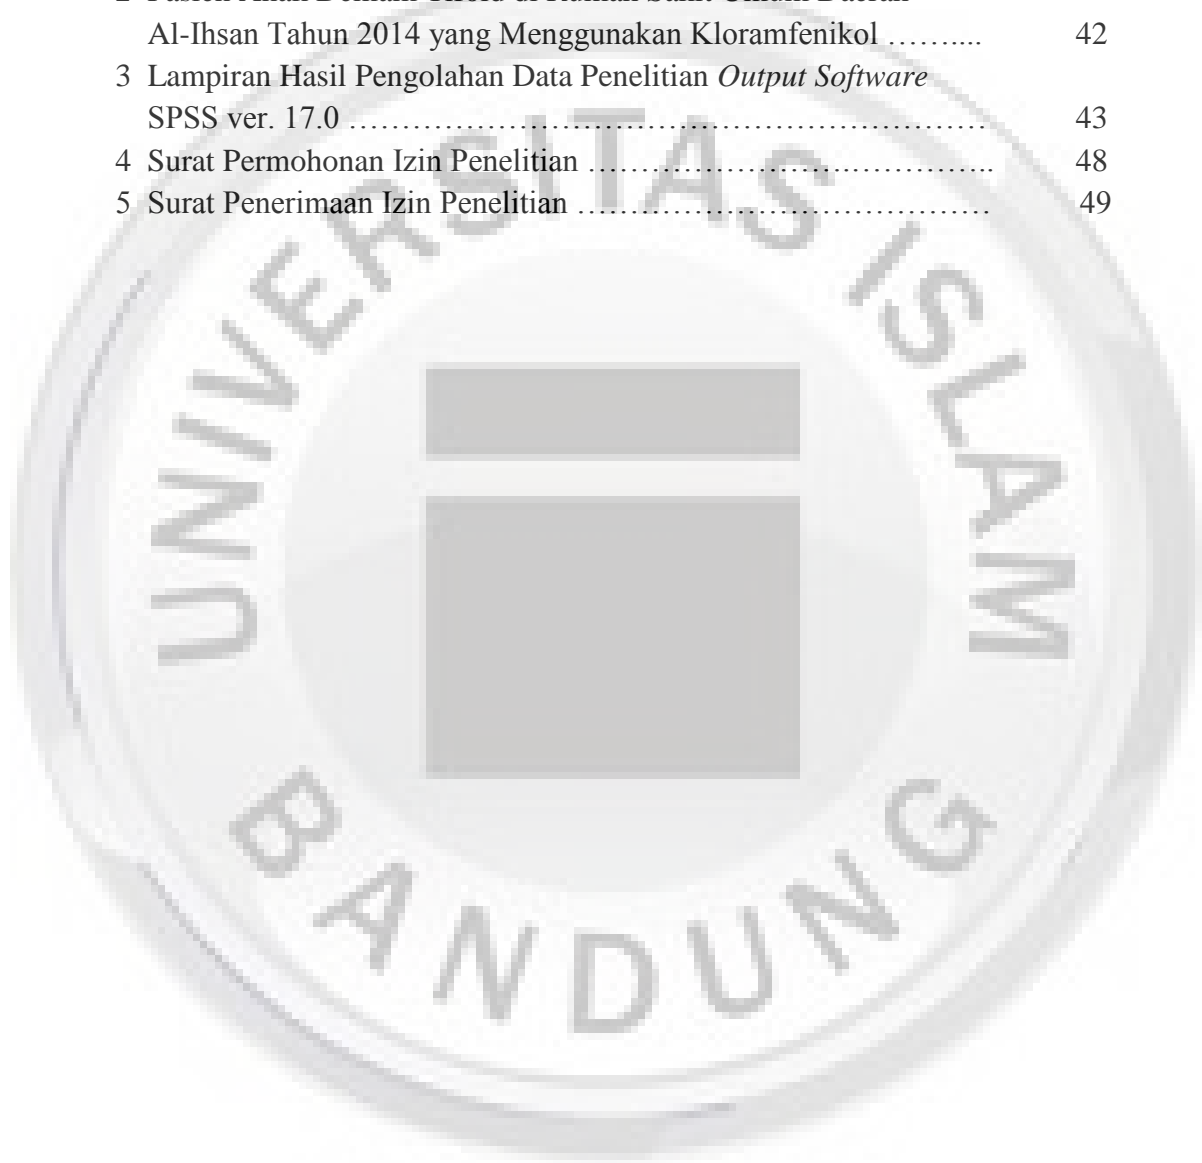 Al-Ihsan Tahun 2014 yang Menggunakan Kloramfenikol ……... 42
3 Lampiran Hasil Pengolahan Data Penelitian Output Software
SPSS ver. 17.0 ………………………………………………………… 43
4 Surat Permohonan Izin Penelitian …………………………………... 48
5 Surat Penerimaan Izin Penelitian …………………………………… 49
UNIVERSITAS ISLAM
BANDUNG